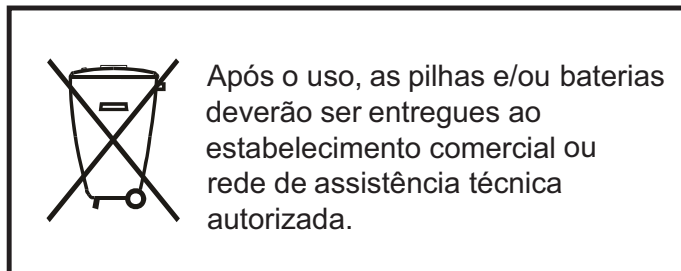 Após o uso, as pilhas e/ou baterias
deverão ser entregues ao
estabelecimento comercial ou
rede de assistência técnica
autorizada.